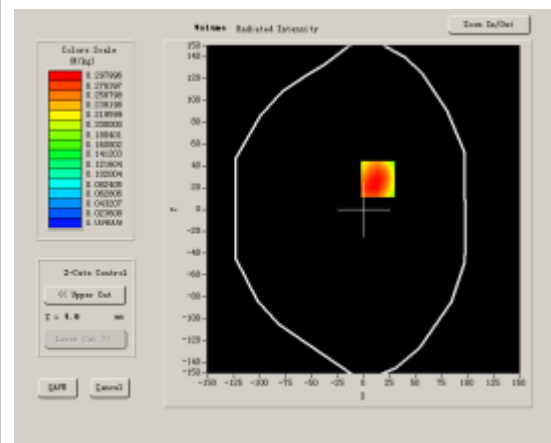 Volume Radiated Intensity
Zoom In/Out
Colors Scale
(W/kg)
0.297996
0.278397
0.258798
0.239198
0.219599
0.200000
0.180401
0.160802
0.141203
0.121604
0.102004
0.082405
0.062806
0.043207
0.023608
0.004009
Z-Cuts Control
<< Upper Cut
Z = 4.0 mm
Lower Cut >>
SAVE
Cancel
150
140
120
100
80
60
40
20
0
-20
-40
-60
-80
-100
-120
-140
-150
Y
-150 -125 -100 -75 -50 -25 0 25 50 75 100 125 150
X